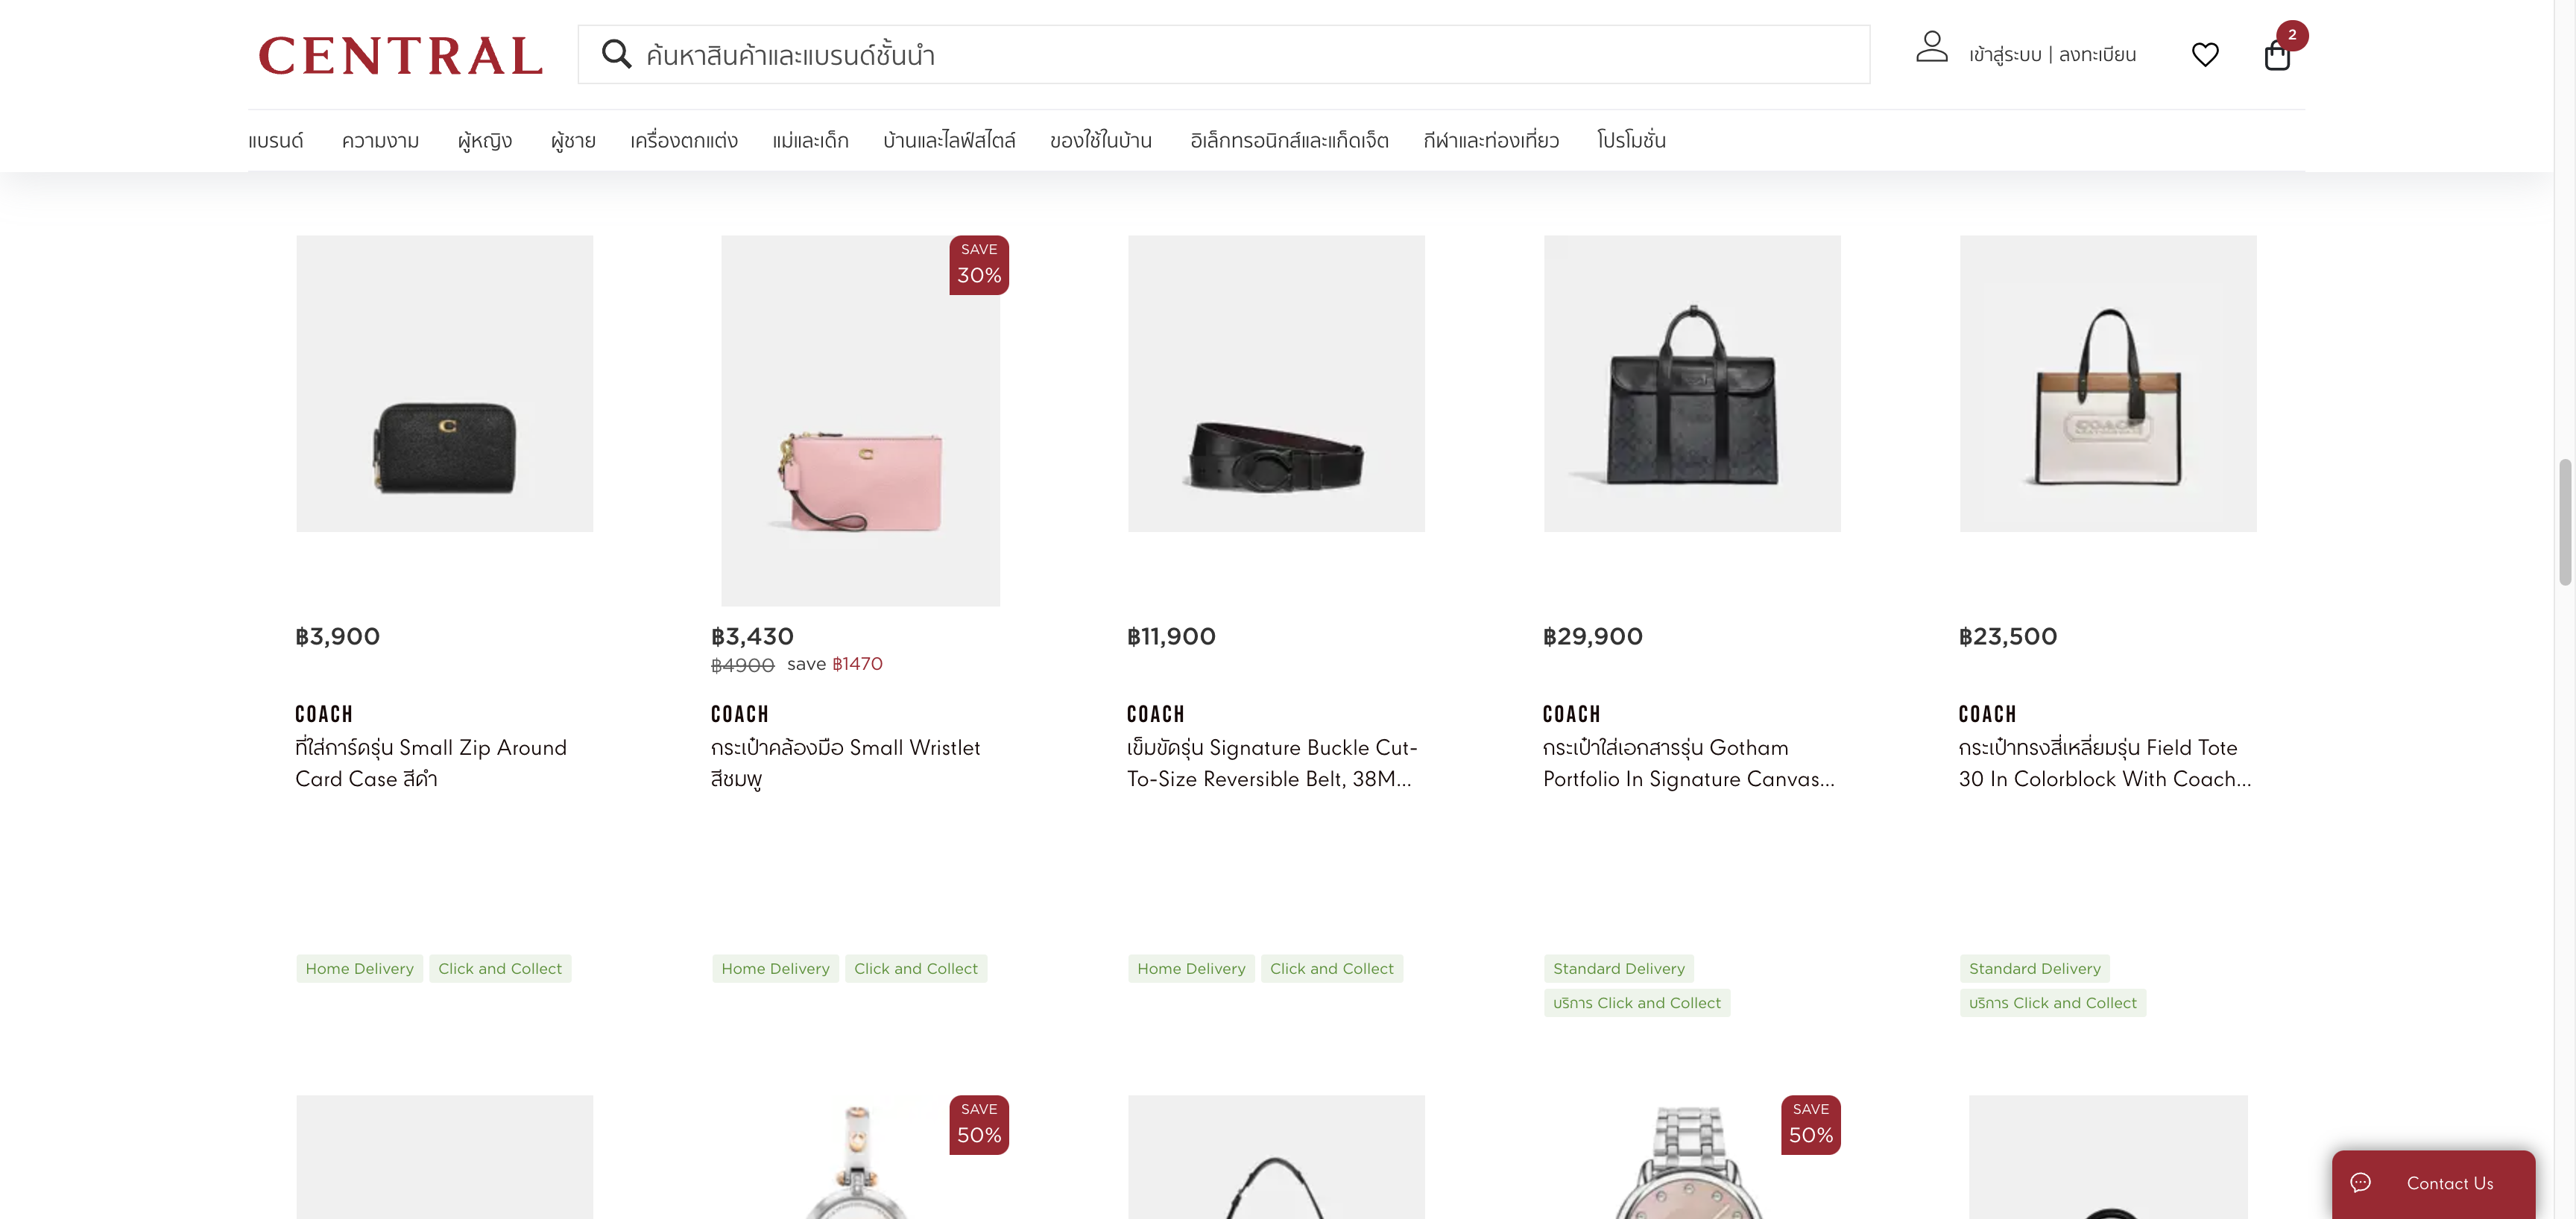 CENTRAL
ค้นหาสินค้าและแบรนด์ชั้นนำ
เข้าสู่ระบบ | ลงทะเบียน
2
แบรนด์ ความงาม ผู้หญิง ผู้ชาย เครื่องตกแต่ง แม่และเด็ก บ้านและไลฟ์สไตล์ ของใช้ในบ้าน อิเล็กทรอนิกส์และแก็ดเจ็ต กีฬาและท่องเที่ยว โปรโมชั่น
SAVE
30%
฿3,900
฿3,430
฿4900 save ฿1470
฿11,900
฿29,900
฿23,500
COACH
ที่ใส่การ์ดรุ่น Small Zip Around
Card Case สีดำ
COACH
กระเป๋าคล้องมือ Small Wristlet
สีชมพู
COACH
เข็มขัดรุ่น Signature Buckle Cut-
To-Size Reversible Belt, 38M...
COACH
กระเป๋าใส่เอกสารรุ่น Gotham
Portfolio In Signature Canvas...
COACH
กระเป๋าทรงสี่เหลี่ยมรุ่น Field Tote
30 In Colorblock With Coach...
Home Delivery Click and Collect
Home Delivery Click and Collect
Home Delivery Click and Collect
Standard Delivery
บริการ Click and Collect
Standard Delivery
บริการ Click and Collect
SAVE
50%
SAVE
50%
Contact Us